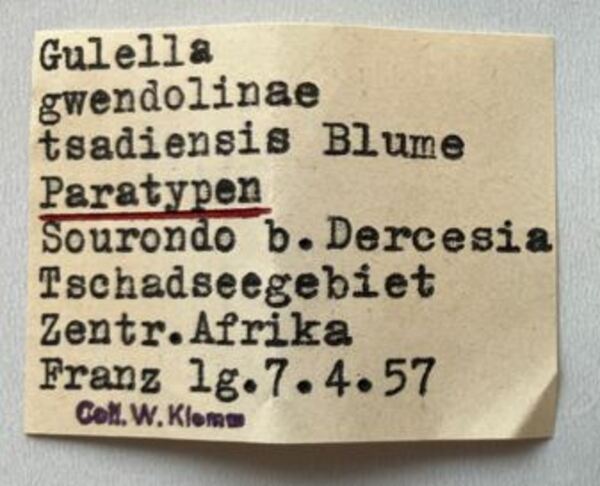 Gulella
gwendolinae
tsadiensis Blume
Paratypen
Sourondo b. Dercesia
Tschadseegebiet
Zentr. Afrika
Franz lg. 7.4.57
Coll. W. Klemm